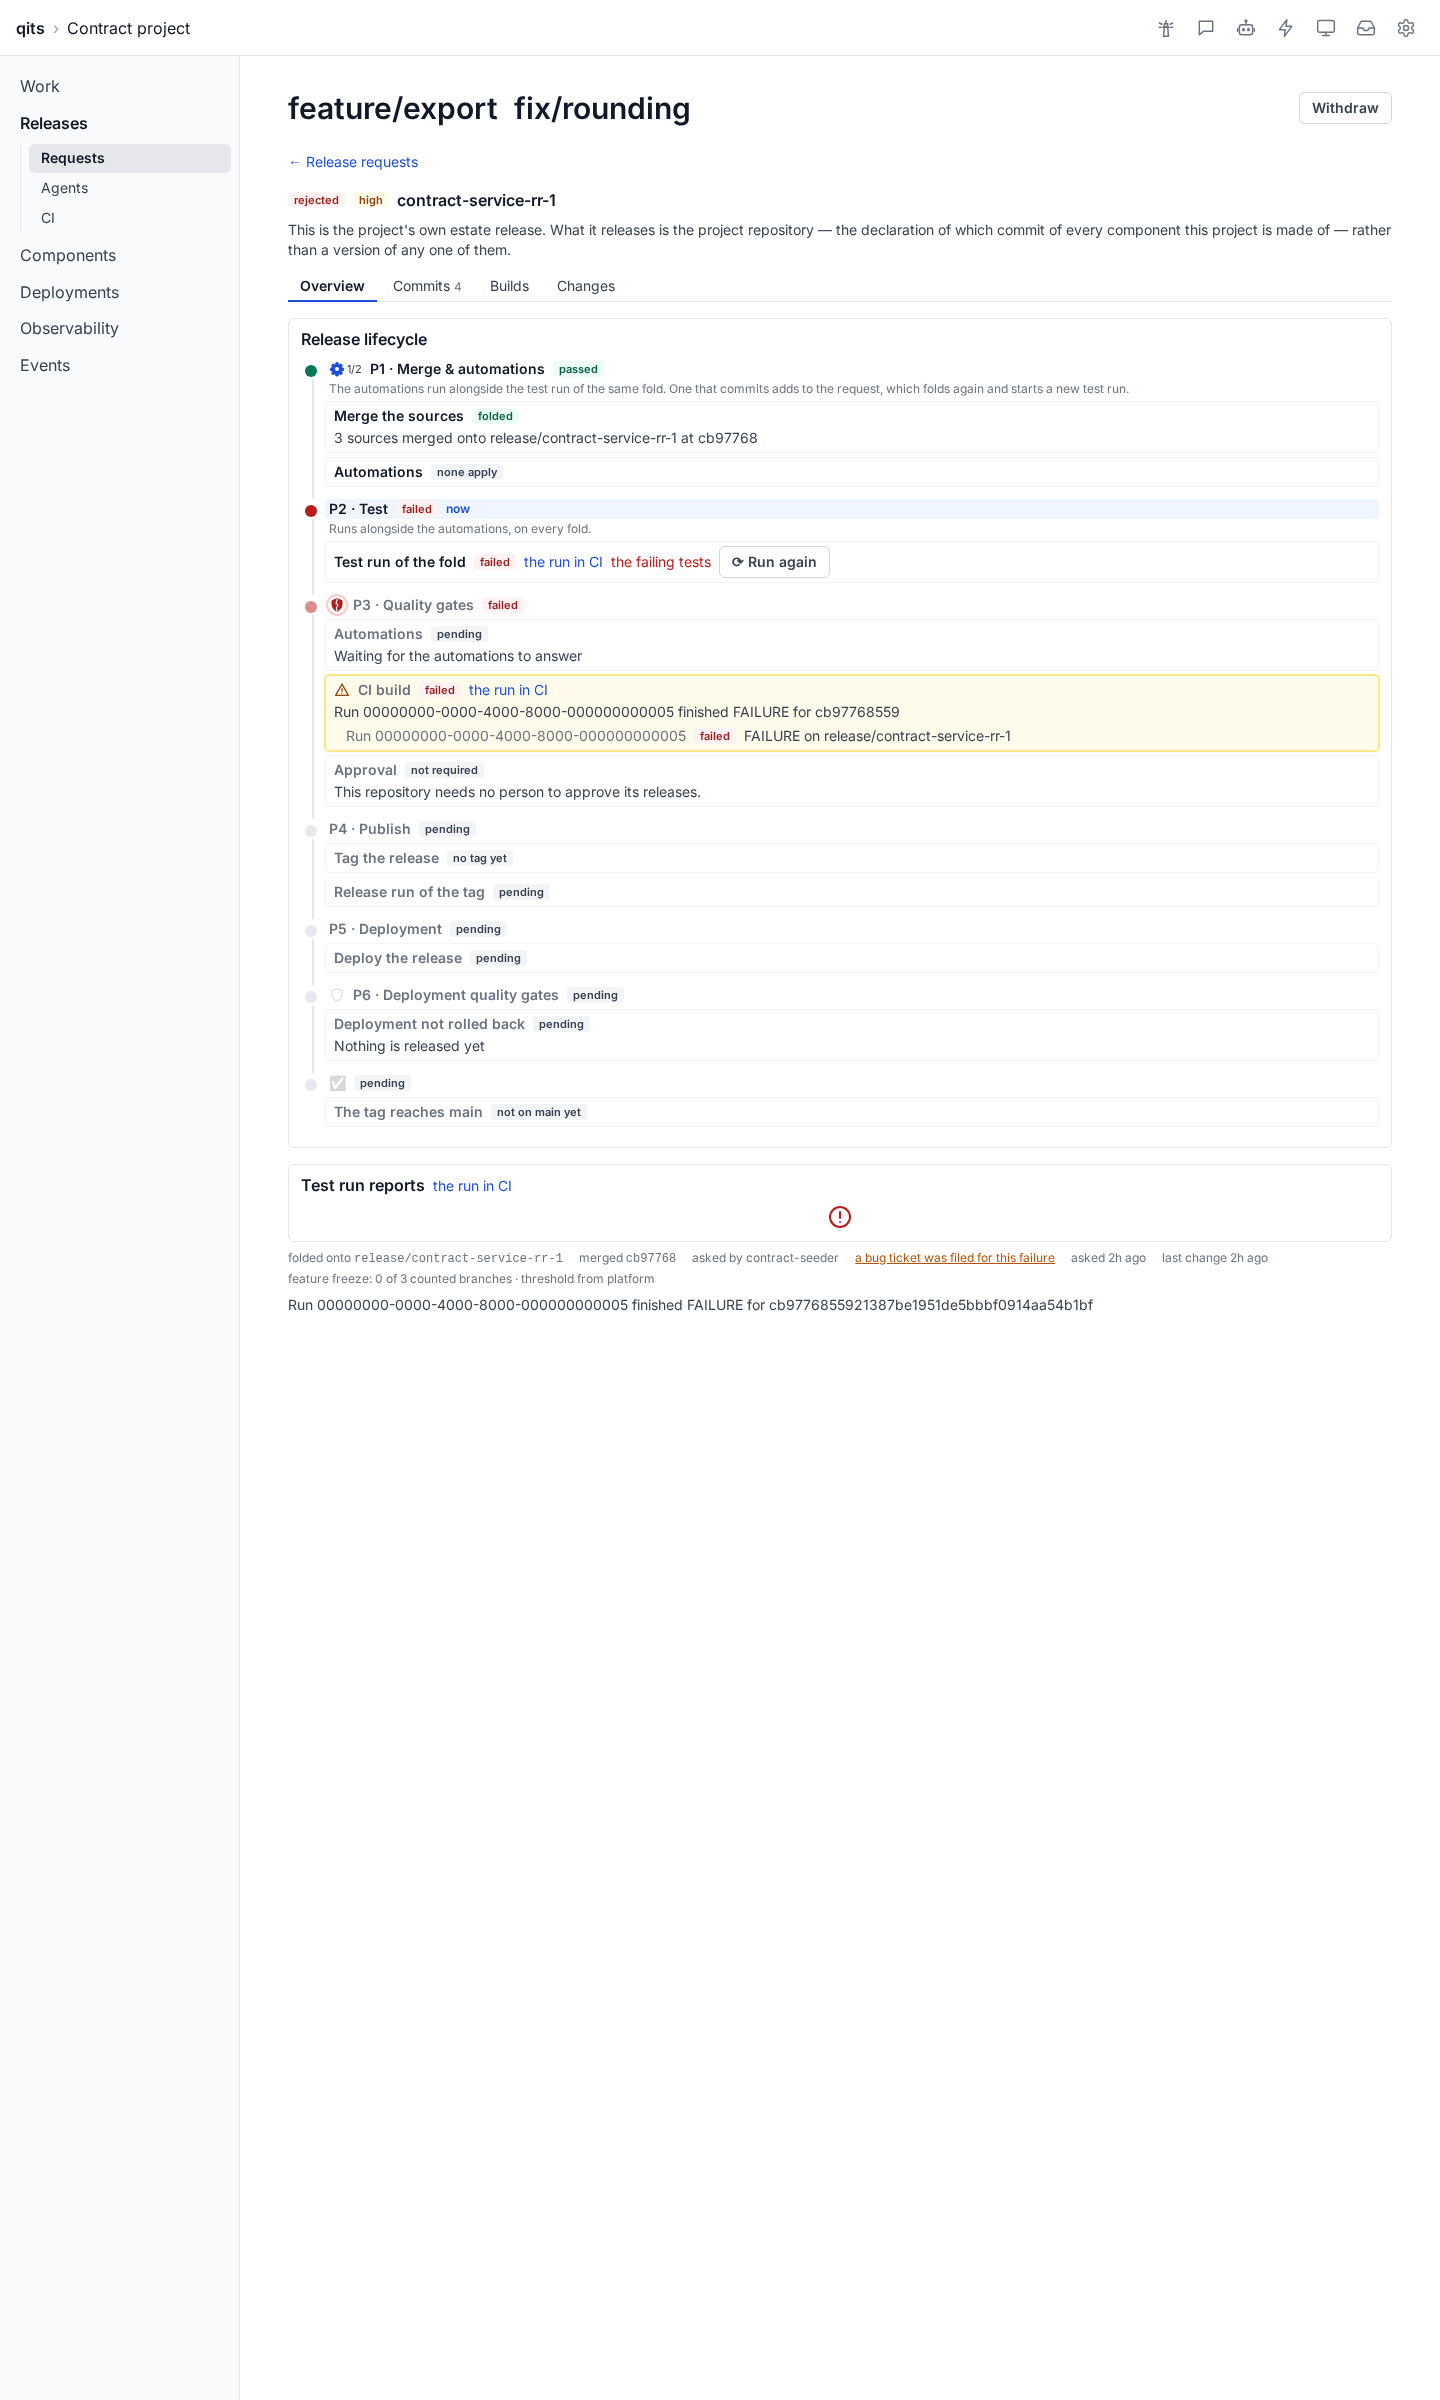 qits › Contract project
Work
Releases
Requests
Agents
CI
Components
Deployments
Observability
Events
feature/export fix/rounding
Withdraw
← Release requests
rejected high contract-service-rr-1
This is the project's own estate release. What it releases is the project repository — the declaration of which commit of every component this project is made of — rather
than a version of any one of them.
Overview Commits 4 Builds Changes
Release lifecycle
1/2 P1 · Merge & automations passed
The automations run alongside the test run of the same fold. One that commits adds to the request, which folds again and starts a new test run.
Merge the sources folded
3 sources merged onto release/contract-service-rr-1 at cb97768
Automations none apply
P2 · Test failed now
Runs alongside the automations, on every fold.
Test run of the fold failed the run in CI the failing tests ⟳ Run again
P3 · Quality gates failed
Automations pending
Waiting for the automations to answer
CI build failed the run in CI
Run 00000000-0000-4000-8000-000000000005 finished FAILURE for cb97768559
Run 00000000-0000-4000-8000-000000000005 failed FAILURE on release/contract-service-rr-1
Approval not required
This repository needs no person to approve its releases.
P4 · Publish pending
Tag the release no tag yet
Release run of the tag pending
P5 · Deployment pending
Deploy the release pending
P6 · Deployment quality gates pending
Deployment not rolled back pending
Nothing is released yet
pending
The tag reaches main not on main yet
Test run reports the run in CI
folded onto release/contract-service-rr-1 merged cb97768 asked by contract-seeder a bug ticket was filed for this failure asked 2h ago last change 2h ago
feature freeze: 0 of 3 counted branches · threshold from platform
Run 00000000-0000-4000-8000-000000000005 finished FAILURE for cb9776855921387be1951de5bbbf0914aa54b1bf